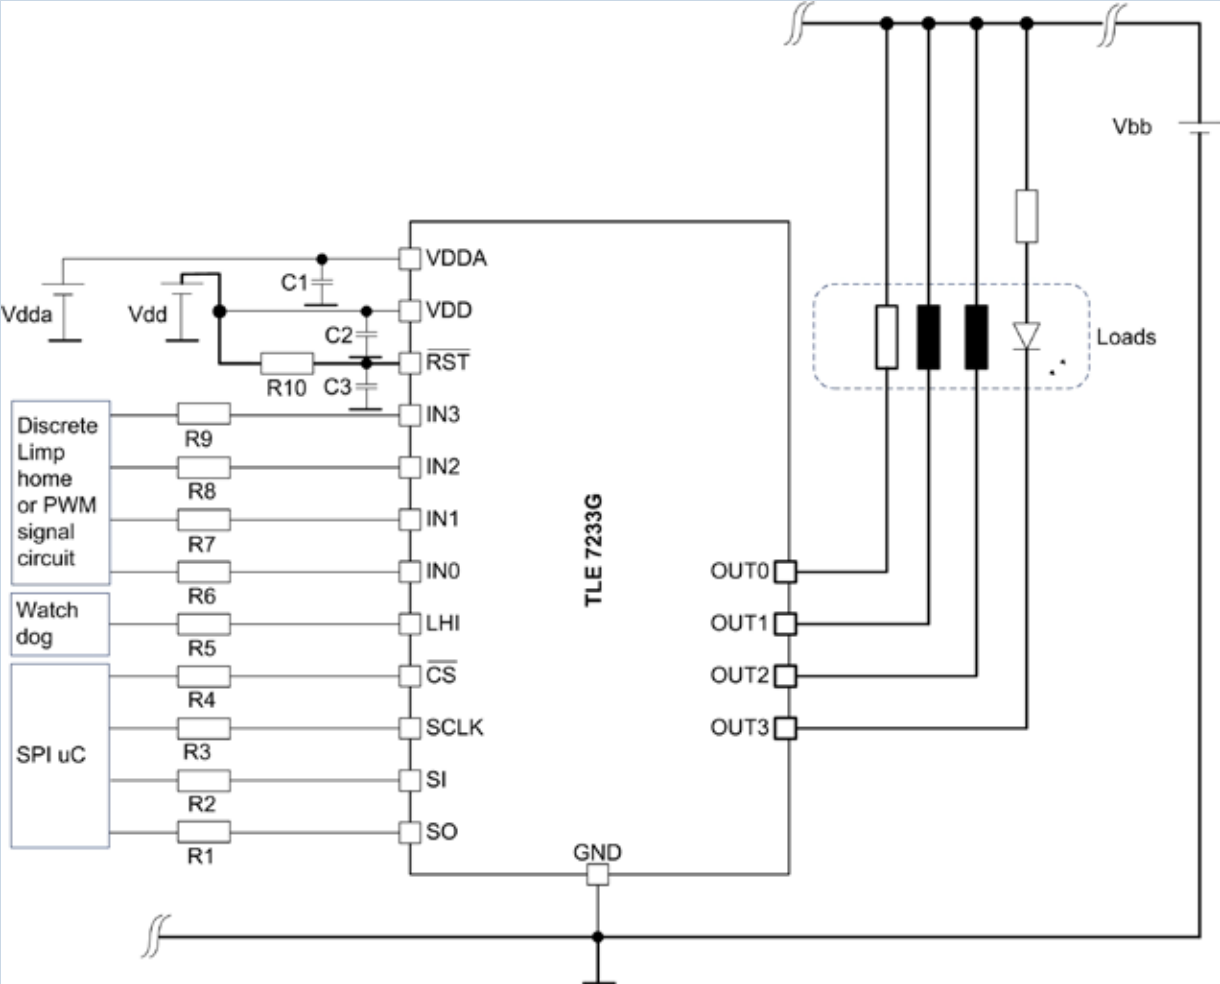 Vbb
VDDA
C1
Vdda
Vdd
VDD
C2
Loads
RST
R10
C3
Discrete
Limp
home
or PWM
signal
circuit
R9
IN3
R8
IN2
R7
IN1
R6
IN0
TLE 7233G
OUT0
Watch
dog
R5
LHI
OUT1
SPI uC
R4
CS
OUT2
R3
SCLK
OUT3
R2
SI
R1
SO
GND